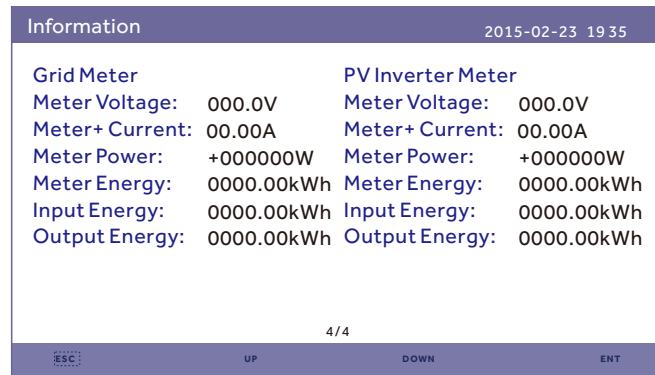 Information 2015-02-23 19 35
Grid Meter PV Inverter Meter
Meter Voltage: 000.0V Meter Voltage: 000.0V
Meter+ Current: 00.00A Meter+ Current: 00.00A
Meter Power: +000000W Meter Power: +000000W
Meter Energy: 0000.00kWh Meter Energy: 0000.00kWh
Input Energy: 0000.00kWh Input Energy: 0000.00kWh
Output Energy: 0000.00kWh Output Energy: 0000.00kWh
4/4
ESC UP DOWN ENT